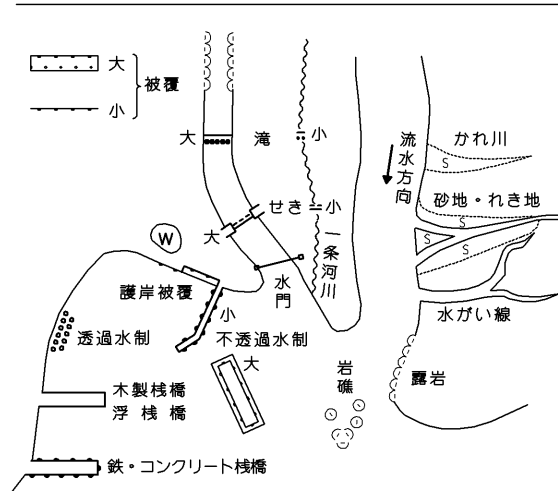 大
被覆
小
大 滝 小
流水方向
かれ川
S
砂地・れき地
S
S
S
せき 小
大
一条河川
W
水門
護岸被覆
小
水がい線
透過水制
不透過水制
大
岩礁
露岩
木製桟橋
浮桟橋
鉄・コンクリート桟橋